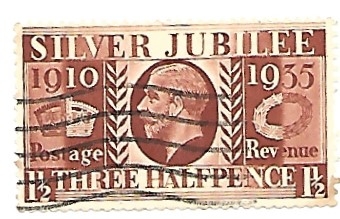 SILVER JUBILEE
1910 1935
Postage Revenue
1½ THREE HALFPENCE 1½